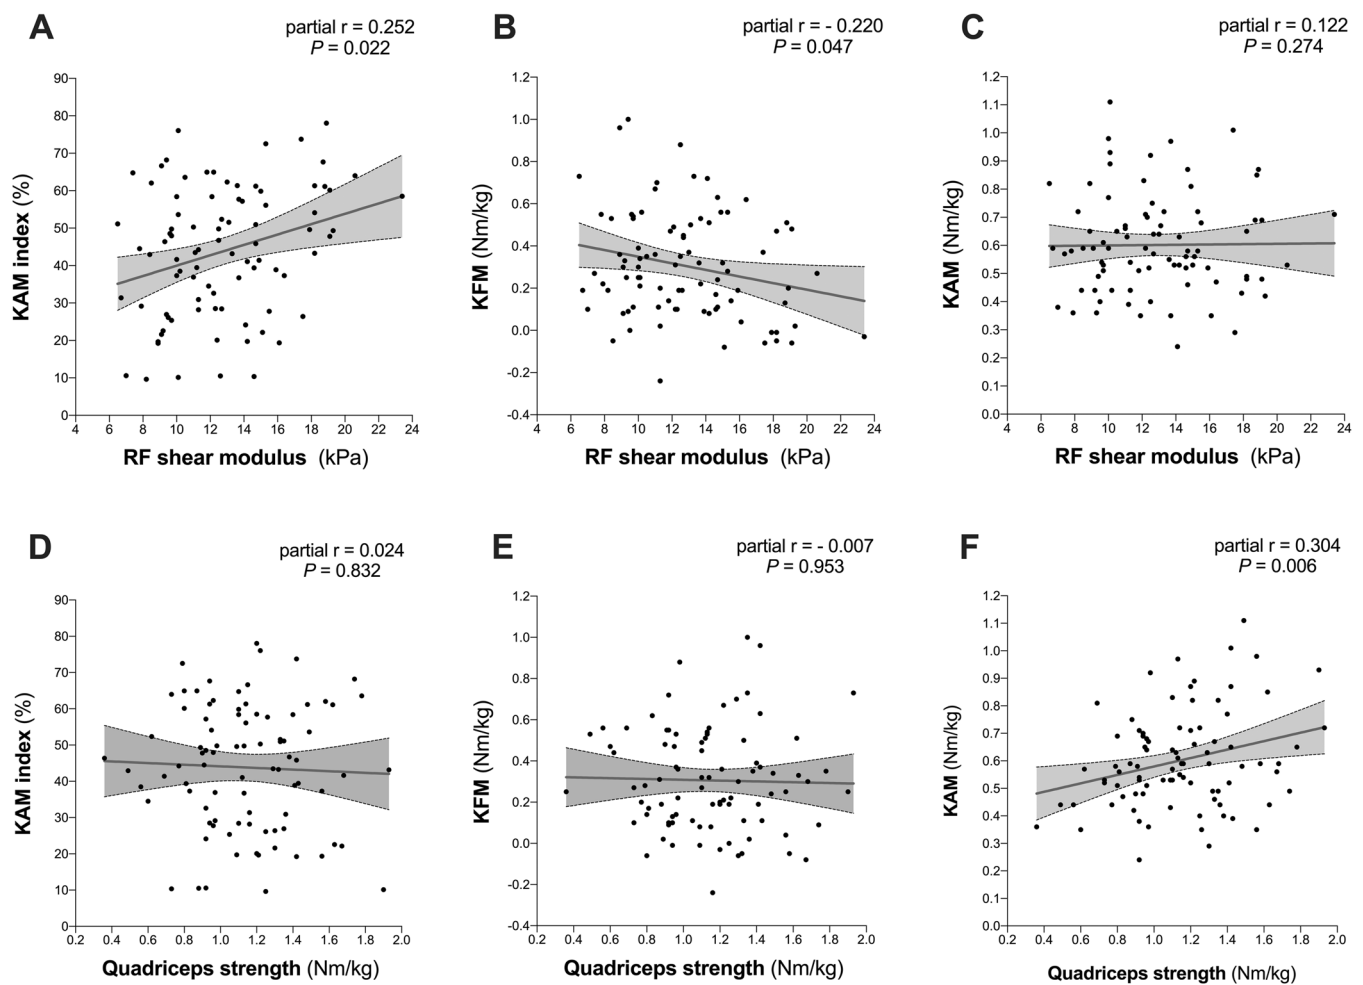 A
partial r = 0.252
P = 0.022
90
80
70
60
50
40
30
20
10
0
KAM index (%)
4 6 8 10 12 14 16 18 20 22 24
RF shear modulus (kPa)
B
partial r = - 0.220
P = 0.047
1.2
1.0
0.8
0.6
0.4
0.2
0.0
-0.2
-0.4
KFM (Nm/kg)
4 6 8 10 12 14 16 18 20 22 24
RF shear modulus (kPa)
C
partial r = 0.122
P = 0.274
1.2
1.1
1.0
0.9
0.8
0.7
0.6
0.5
0.4
0.3
0.2
0.1
0.0
KAM (Nm/kg)
4 6 8 10 12 14 16 18 20 22 24
RF shear modulus (kPa)
D
partial r = 0.024
P = 0.832
90
80
70
60
50
40
30
20
10
0
KAM index (%)
0.2 0.4 0.6 0.8 1.0 1.2 1.4 1.6 1.8 2.0
Quadriceps strength (Nm/kg)
E
partial r = - 0.007
P = 0.953
1.2
1.0
0.8
0.6
0.4
0.2
0.0
-0.2
-0.4
KFM (Nm/kg)
0.2 0.4 0.6 0.8 1.0 1.2 1.4 1.6 1.8 2.0
Quadriceps strength (Nm/kg)
F
partial r = 0.304
P = 0.006
1.2
1.1
1.0
0.9
0.8
0.7
0.6
0.5
0.4
0.3
0.2
0.1
0.0
KAM (Nm/kg)
0.2 0.4 0.6 0.8 1.0 1.2 1.4 1.6 1.8 2.0
Quadriceps strength (Nm/kg)